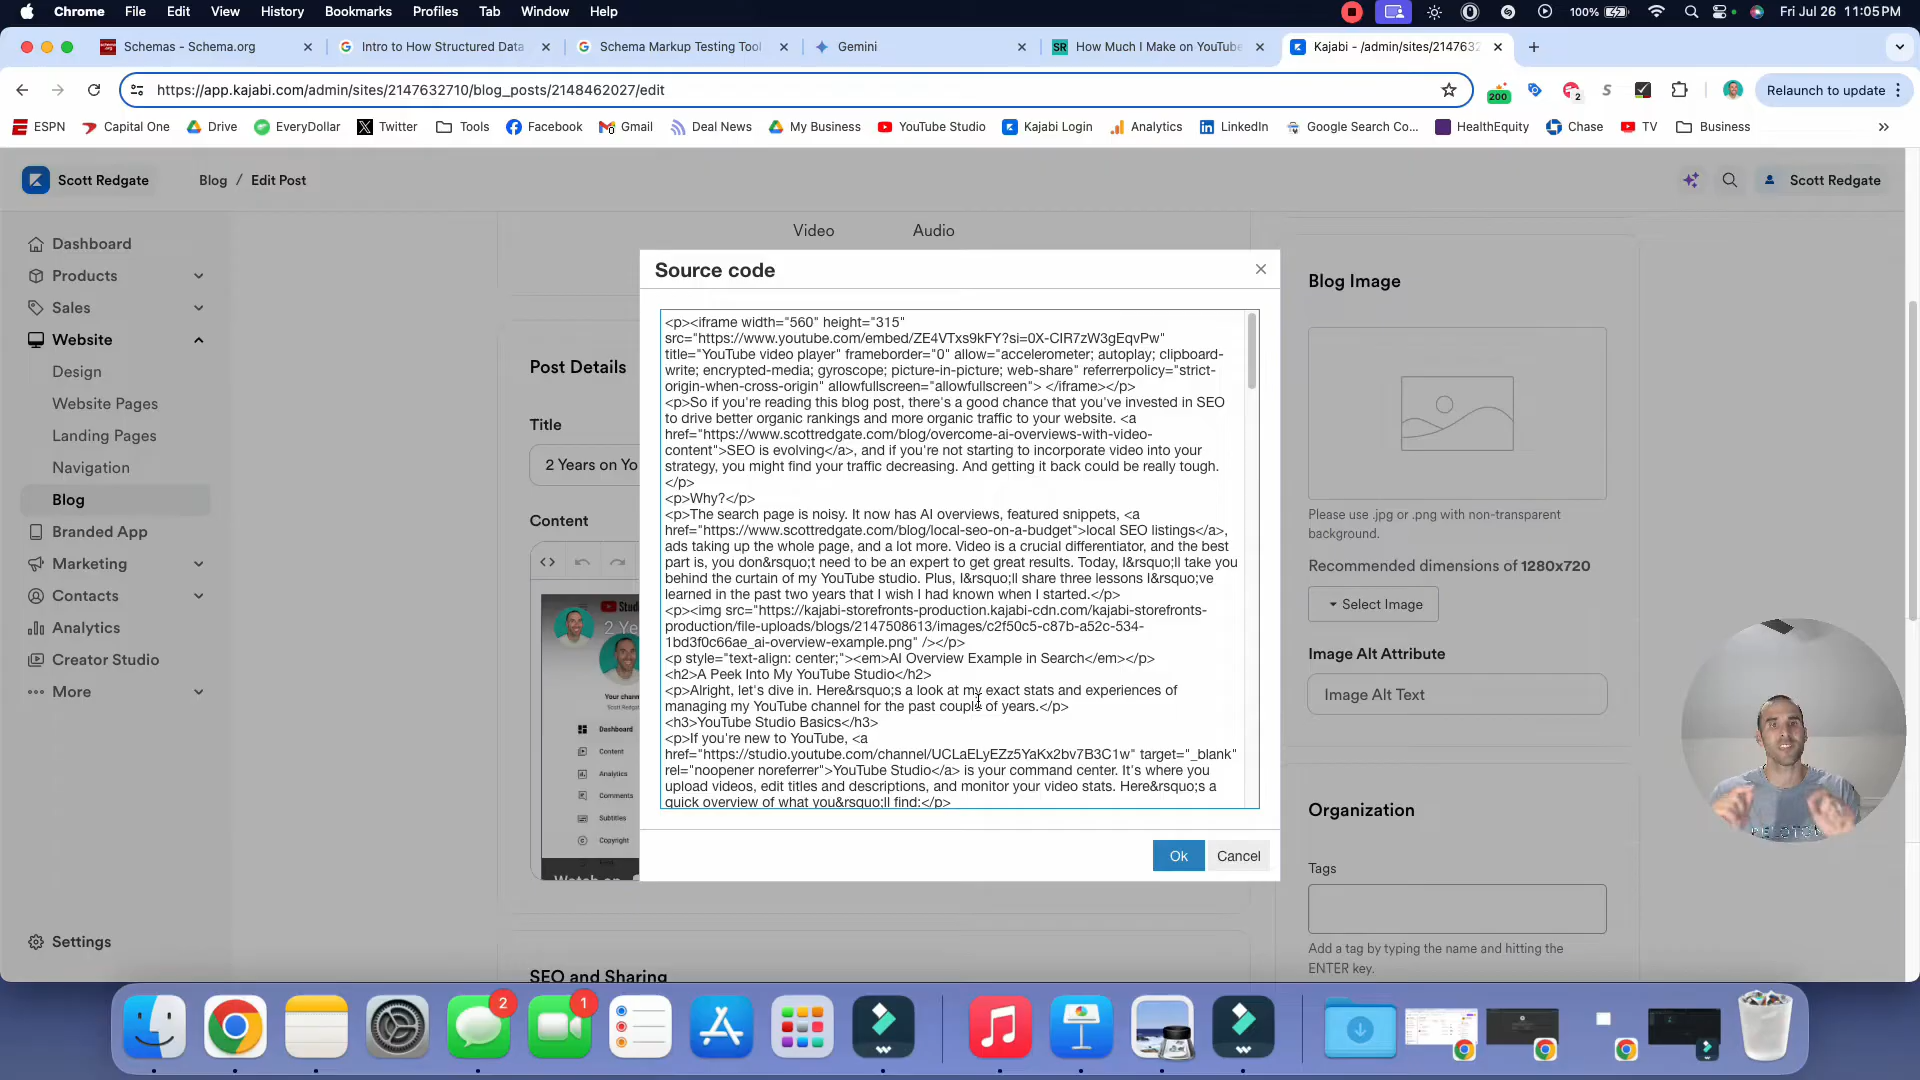 Chrome File Edit View History Bookmarks Profiles Tab Window Help 100% Fri Jul 26 11:05 PM
Schemas - Schema.org Intro to How Structured Data Schema Markup Testing Tool Gemini SR How Much I Make on YouTube Kajabi - /admin/sites/2147632
https://app.kajabi.com/admin/sites/2147632710/blog_posts/2148462027/edit 200 2 Relaunch to update
ESPN Capital One Drive EveryDollar Twitter Tools Facebook Gmail Deal News My Business YouTube Studio Kajabi Login Analytics LinkedIn Google Search Co... HealthEquity Chase TV Business
Scott Redgate Blog / Edit Post Scott Redgate
Dashboard
Products
Sales
Website
Design
Website Pages
Landing Pages
Navigation
Blog
Branded App
Marketing
Contacts
Analytics
Creator Studio
More
Settings
Video Audio
Post Details
Title
2 Years on Yo
Content
Dashboard
Content
Analytics
Comments
Subtitles
Copyright
SEO and Sharing
Source code
<p><iframe width="560" height="315"
src="https://www.youtube.com/embed/ZE4VTxs9kFY?si=0X-CIR7zW3gEqvPw"
title="YouTube video player" frameborder="0" allow="accelerometer; autoplay; clipboard-
write; encrypted-media; gyroscope; picture-in-picture; web-share" referrerpolicy="strict-
origin-when-cross-origin" allowfullscreen="allowfullscreen"> </iframe></p>
<p>So if you're reading this blog post, there's a good chance that you've invested in SEO
to drive better organic rankings and more organic traffic to your website. <a
href="https://www.scottredgate.com/blog/overcome-ai-overviews-with-video-
content">SEO is evolving</a>, and if you're not starting to incorporate video into your
strategy, you might find your traffic decreasing. And getting it back could be really tough.
</p>
<p>Why?</p>
<p>The search page is noisy. It now has AI overviews, featured snippets, <a
href="https://www.scottredgate.com/blog/local-seo-on-a-budget">local SEO listings</a>,
ads taking up the whole page, and a lot more. Video is a crucial differentiator, and the best
part is, you don&rsquo;t need to be an expert to get great results. Today, I&rsquo;ll take you
behind the curtain of my YouTube studio. Plus, I&rsquo;ll share three lessons I&rsquo;ve
learned in the past two years that I wish I had known when I started.</p>
<p><img src="https://kajabi-storefronts-production.kajabi-cdn.com/kajabi-storefronts-
production/file-uploads/blogs/2147508613/images/c2f50c5-c87b-a52c-534-
1bd3f0c66ae_ai-overview-example.png" /></p>
<p style="text-align: center;"><em>AI Overview Example in Search</em></p>
<h2>A Peek Into My YouTube Studio</h2>
<p>Alright, let's dive in. Here&rsquo;s a look at my exact stats and experiences of
managing my YouTube channel for the past couple of years.</p>
<h3>YouTube Studio Basics</h3>
<p>If you're new to YouTube, <a
href="https://studio.youtube.com/channel/UCLaELyEZz5YaKx2bv7B3C1w" target="_blank"
rel="noopener noreferrer">YouTube Studio</a> is your command center. It's where you
upload videos, edit titles and descriptions, and monitor your video stats. Here&rsquo;s a
quick overview of what you&rsquo;ll find:</p>
Ok Cancel
Blog Image
Please use .jpg or .png with non-transparent
background.
Recommended dimensions of 1280x720
Select Image
Image Alt Attribute
Image Alt Text
Organization
Tags
Add a tag by typing the name and hitting the
ENTER key.
2 1